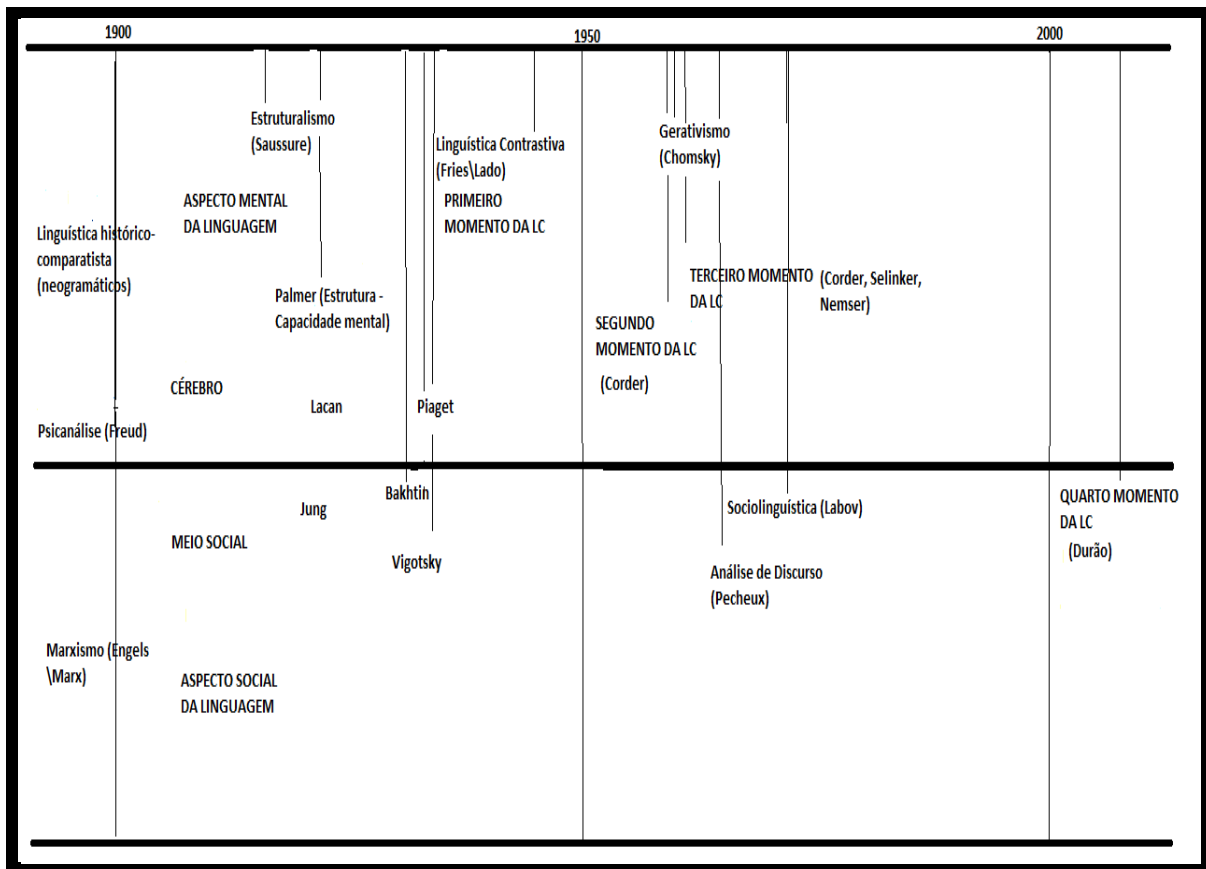 1900
1950
2000
Estruturalismo
(Saussure)
Linguística Contrastiva
(Fries\Lado)
Gerativismo
(Chomsky)
ASPECTO MENTAL
DA LINGUAGEM
PRIMEIRO
MOMENTO DA LC
Linguística histórico-
comparatista
(neogramáticos)
Palmer (Estrutura -
Capacidade mental)
TERCEIRO MOMENTO
DA LC
(Corder, Selinker,
Nemser)
SEGUNDO
MOMENTO DA LC
(Corder)
CÉREBRO
Lacan
Piaget
Psicanálise (Freud)
Bakhtin
Jung
Sociolinguística (Labov)
QUARTO MOMENTO
DA LC
(Durão)
MEIO SOCIAL
Vigotsky
Análise de Discurso
(Pecheux)
Marxismo (Engels
\Marx)
ASPECTO SOCIAL
DA LINGUAGEM